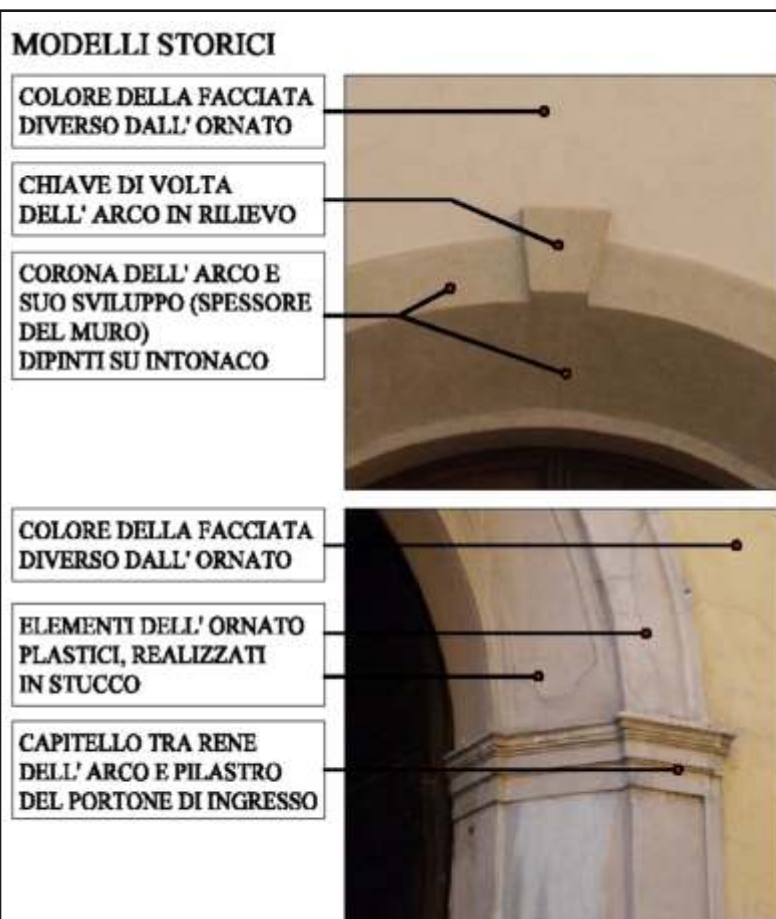 MODELLI STORICI
COLORE DELLA FACCIATA
DIVERSO DALL' ORNATO
CHIAVE DI VOLTA
DELL' ARCO IN RILIEVO
CORONA DELL' ARCO E
SUO SVILUPPO (SPESSORE
DEL MURO)
DIPINTI SU INTONACO
COLORE DELLA FACCIATA
DIVERSO DALL' ORNATO
ELEMENTI DELL' ORNATO
PLASTICI, REALIZZATI
IN STUCCO
CAPITELLO TRA RENE
DELL' ARCO E PILASTRO
DEL PORTONE DI INGRESSO